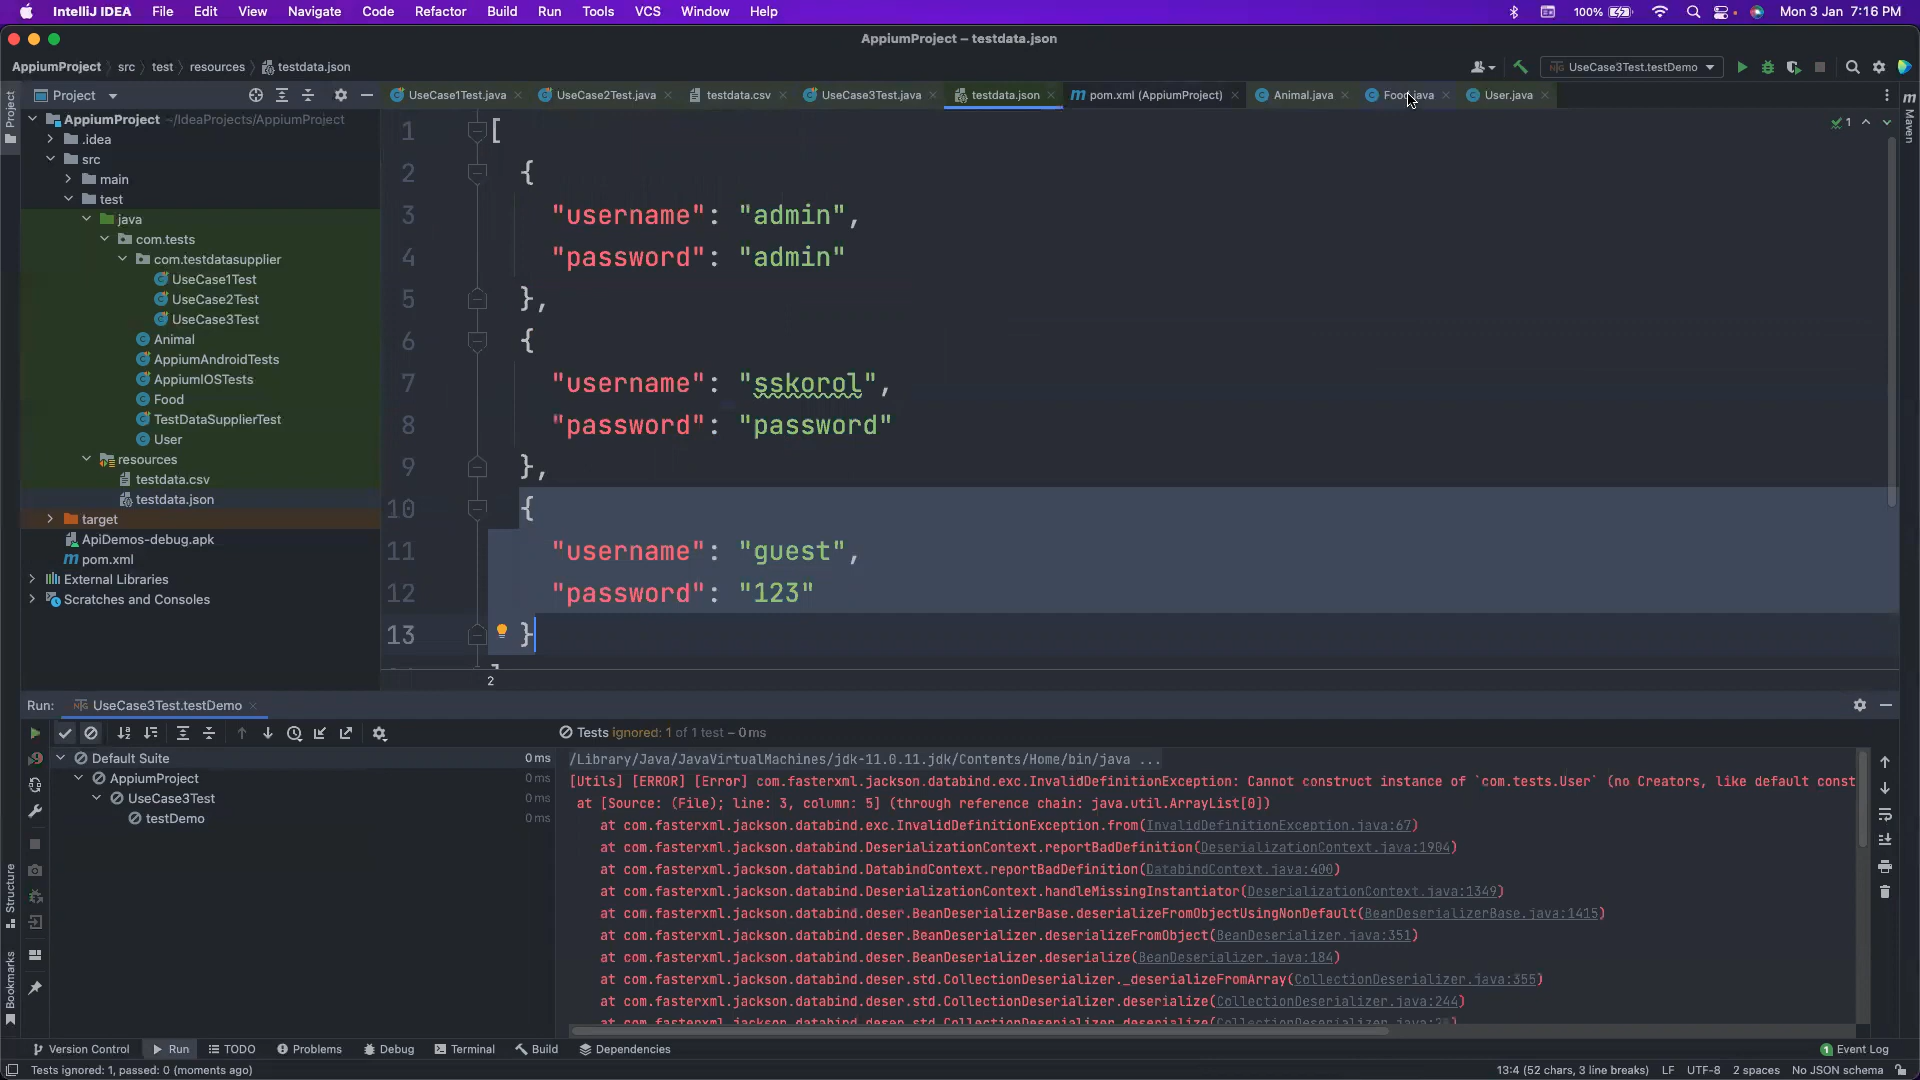 IntelliJ IDEA File Edit View Navigate Code Refactor Build Run Tools VCS Window Help 100% Mon 3 Jan 7:16 PM
AppiumProject – testdata.json
AppiumProject src test resources testdata.json UseCase3Test.testDemo
Project UseCase1Test.java UseCase2Test.java testdata.csv UseCase3Test.java testdata.json pom.xml (AppiumProject) Animal.java User.java
Project
Maven
AppiumProject ~/IdeaProjects/AppiumProject
.idea
src
main
test
java
com.tests
com.testdatasupplier
UseCase1Test
UseCase2Test
UseCase3Test
Animal
AppiumAndroidTests
AppiumIOSTests
Food
TestDataSupplierTest
User
resources
testdata.csv
testdata.json
target
ApiDemos-debug.apk
pom.xml
External Libraries
Scratches and Consoles
1
1 [
2 {
3 "username": "admin",
4 "password": "admin"
5 },
6 {
7 "username": "sskorol",
8 "password": "password"
9 },
10 {
11 "username": "guest",
12 "password": "123"
13 }
2
Run: UseCase3Test.testDemo
Tests ignored: 1 of 1 test – 0 ms
Default Suite 0 ms
AppiumProject 0 ms
UseCase3Test 0 ms
testDemo 0 ms
/Library/Java/JavaVirtualMachines/jdk-11.0.11.jdk/Contents/Home/bin/java ...
[Utils] [ERROR] [Error] com.fasterxml.jackson.databind.exc.InvalidDefinitionException: Cannot construct instance of `com.tests.User` (no Creators, like default const
at [Source: (File); line: 3, column: 5] (through reference chain: java.util.ArrayList[0])
at com.fasterxml.jackson.databind.exc.InvalidDefinitionException.from(InvalidDefinitionException.java:67)
at com.fasterxml.jackson.databind.DeserializationContext.reportBadDefinition(DeserializationContext.java:1904)
at com.fasterxml.jackson.databind.DatabindContext.reportBadDefinition(DatabindContext.java:400)
at com.fasterxml.jackson.databind.DeserializationContext.handleMissingInstantiator(DeserializationContext.java:1349)
at com.fasterxml.jackson.databind.deser.BeanDeserializerBase.deserializeFromObjectUsingNonDefault(BeanDeserializerBase.java:1415)
at com.fasterxml.jackson.databind.deser.BeanDeserializer.deserializeFromObject(BeanDeserializer.java:351)
at com.fasterxml.jackson.databind.deser.BeanDeserializer.deserialize(BeanDeserializer.java:184)
at com.fasterxml.jackson.databind.deser.std.CollectionDeserializer._deserializeFromArray(CollectionDeserializer.java:355)
at com.fasterxml.jackson.databind.deser.std.CollectionDeserializer.deserialize(CollectionDeserializer.java:244)
Structure
Bookmarks
Version Control Run TODO Problems Debug Terminal Build Dependencies 1 Event Log
Tests ignored: 1, passed: 0 (moments ago) 13:4 (52 chars, 3 line breaks) LF UTF-8 2 spaces No JSON schema